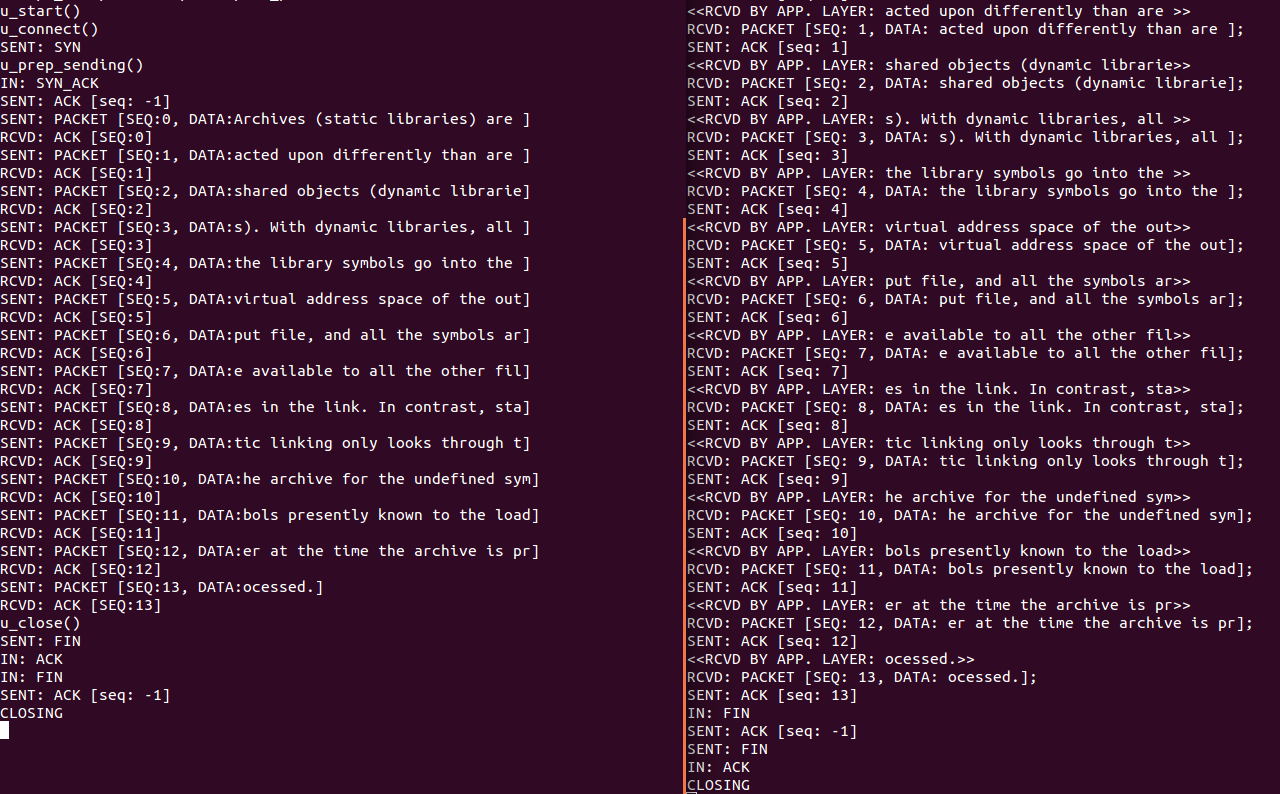 u_start()
u_connect()
SENT: SYN
u_prep_sending()
IN: SYN_ACK
SENT: ACK [seq: -1]
SENT: PACKET [SEQ:0, DATA:Archives (static libraries) are ]
RCVD: ACK [SEQ:0]
SENT: PACKET [SEQ:1, DATA:acted upon differently than are ]
RCVD: ACK [SEQ:1]
SENT: PACKET [SEQ:2, DATA:shared objects (dynamic librarie]
RCVD: ACK [SEQ:2]
SENT: PACKET [SEQ:3, DATA:s). With dynamic libraries, all ]
RCVD: ACK [SEQ:3]
SENT: PACKET [SEQ:4, DATA:the library symbols go into the ]
RCVD: ACK [SEQ:4]
SENT: PACKET [SEQ:5, DATA:virtual address space of the out]
RCVD: ACK [SEQ:5]
SENT: PACKET [SEQ:6, DATA:put file, and all the symbols ar]
RCVD: ACK [SEQ:6]
SENT: PACKET [SEQ:7, DATA:e available to all the other fil]
RCVD: ACK [SEQ:7]
SENT: PACKET [SEQ:8, DATA:es in the link. In contrast, sta]
RCVD: ACK [SEQ:8]
SENT: PACKET [SEQ:9, DATA:tic linking only looks through t]
RCVD: ACK [SEQ:9]
SENT: PACKET [SEQ:10, DATA:he archive for the undefined sym]
RCVD: ACK [SEQ:10]
SENT: PACKET [SEQ:11, DATA:bols presently known to the load]
RCVD: ACK [SEQ:11]
SENT: PACKET [SEQ:12, DATA:er at the time the archive is pr]
RCVD: ACK [SEQ:12]
SENT: PACKET [SEQ:13, DATA:ocessed.]
RCVD: ACK [SEQ:13]
u_close()
SENT: FIN
IN: ACK
IN: FIN
SENT: ACK [seq: -1]
CLOSING
<<RCVD BY APP. LAYER: acted upon differently than are >>
RCVD: PACKET [SEQ: 1, DATA: acted upon differently than are ];
SENT: ACK [seq: 1]
<<RCVD BY APP. LAYER: shared objects (dynamic librarie>>
RCVD: PACKET [SEQ: 2, DATA: shared objects (dynamic librarie];
SENT: ACK [seq: 2]
<<RCVD BY APP. LAYER: s). With dynamic libraries, all >>
RCVD: PACKET [SEQ: 3, DATA: s). With dynamic libraries, all ];
SENT: ACK [seq: 3]
<<RCVD BY APP. LAYER: the library symbols go into the >>
RCVD: PACKET [SEQ: 4, DATA: the library symbols go into the ];
SENT: ACK [seq: 4]
<<RCVD BY APP. LAYER: virtual address space of the out>>
RCVD: PACKET [SEQ: 5, DATA: virtual address space of the out];
SENT: ACK [seq: 5]
<<RCVD BY APP. LAYER: put file, and all the symbols ar>>
RCVD: PACKET [SEQ: 6, DATA: put file, and all the symbols ar];
SENT: ACK [seq: 6]
<<RCVD BY APP. LAYER: e available to all the other fil>>
RCVD: PACKET [SEQ: 7, DATA: e available to all the other fil];
SENT: ACK [seq: 7]
<<RCVD BY APP. LAYER: es in the link. In contrast, sta>>
RCVD: PACKET [SEQ: 8, DATA: es in the link. In contrast, sta];
SENT: ACK [seq: 8]
<<RCVD BY APP. LAYER: tic linking only looks through t>>
RCVD: PACKET [SEQ: 9, DATA: tic linking only looks through t];
SENT: ACK [seq: 9]
<<RCVD BY APP. LAYER: he archive for the undefined sym>>
RCVD: PACKET [SEQ: 10, DATA: he archive for the undefined sym];
SENT: ACK [seq: 10]
<<RCVD BY APP. LAYER: bols presently known to the load>>
RCVD: PACKET [SEQ: 11, DATA: bols presently known to the load];
SENT: ACK [seq: 11]
<<RCVD BY APP. LAYER: er at the time the archive is pr>>
RCVD: PACKET [SEQ: 12, DATA: er at the time the archive is pr];
SENT: ACK [seq: 12]
<<RCVD BY APP. LAYER: ocessed.>>
RCVD: PACKET [SEQ: 13, DATA: ocessed.];
SENT: ACK [seq: 13]
IN: FIN
SENT: ACK [seq: -1]
SENT: FIN
IN: ACK
CLOSING